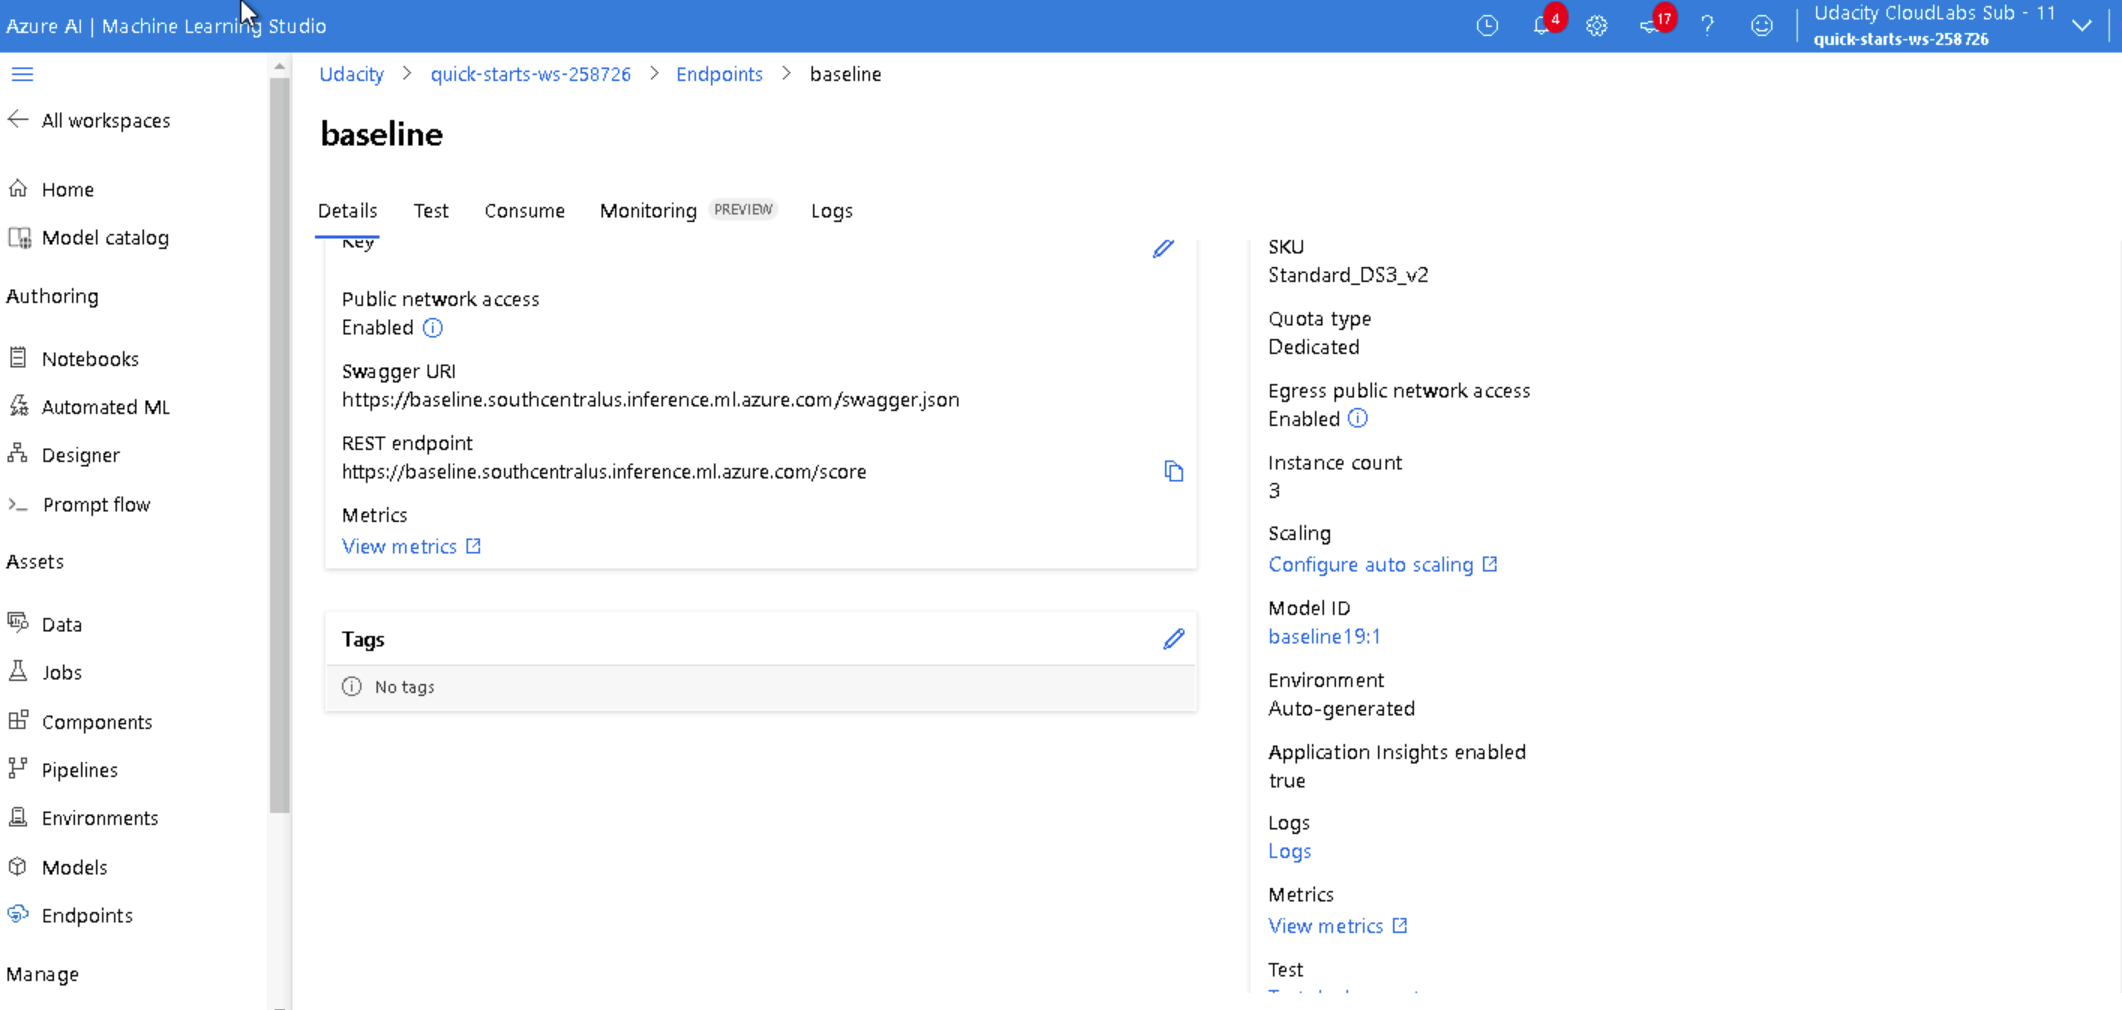 Azure AI | Machine Learning Studio
4
17
Udacity CloudLabs Sub - 11
quick-starts-ws-258726
All workspaces
Home
Model catalog
Authoring
Notebooks
Automated ML
Designer
Prompt flow
Assets
Data
Jobs
Components
Pipelines
Environments
Models
Endpoints
Manage
Udacity > quick-starts-ws-258726 > Endpoints > baseline
baseline
Details Test Consume Monitoring PREVIEW Logs
Key
Public network access
Enabled
Swagger URI
https://baseline.southcentralus.inference.ml.azure.com/swagger.json
REST endpoint
https://baseline.southcentralus.inference.ml.azure.com/score
Metrics
View metrics
Tags
No tags
SKU
Standard_DS3_v2
Quota type
Dedicated
Egress public network access
Enabled
Instance count
3
Scaling
Configure auto scaling
Model ID
baseline19:1
Environment
Auto-generated
Application Insights enabled
true
Logs
Logs
Metrics
View metrics
Test